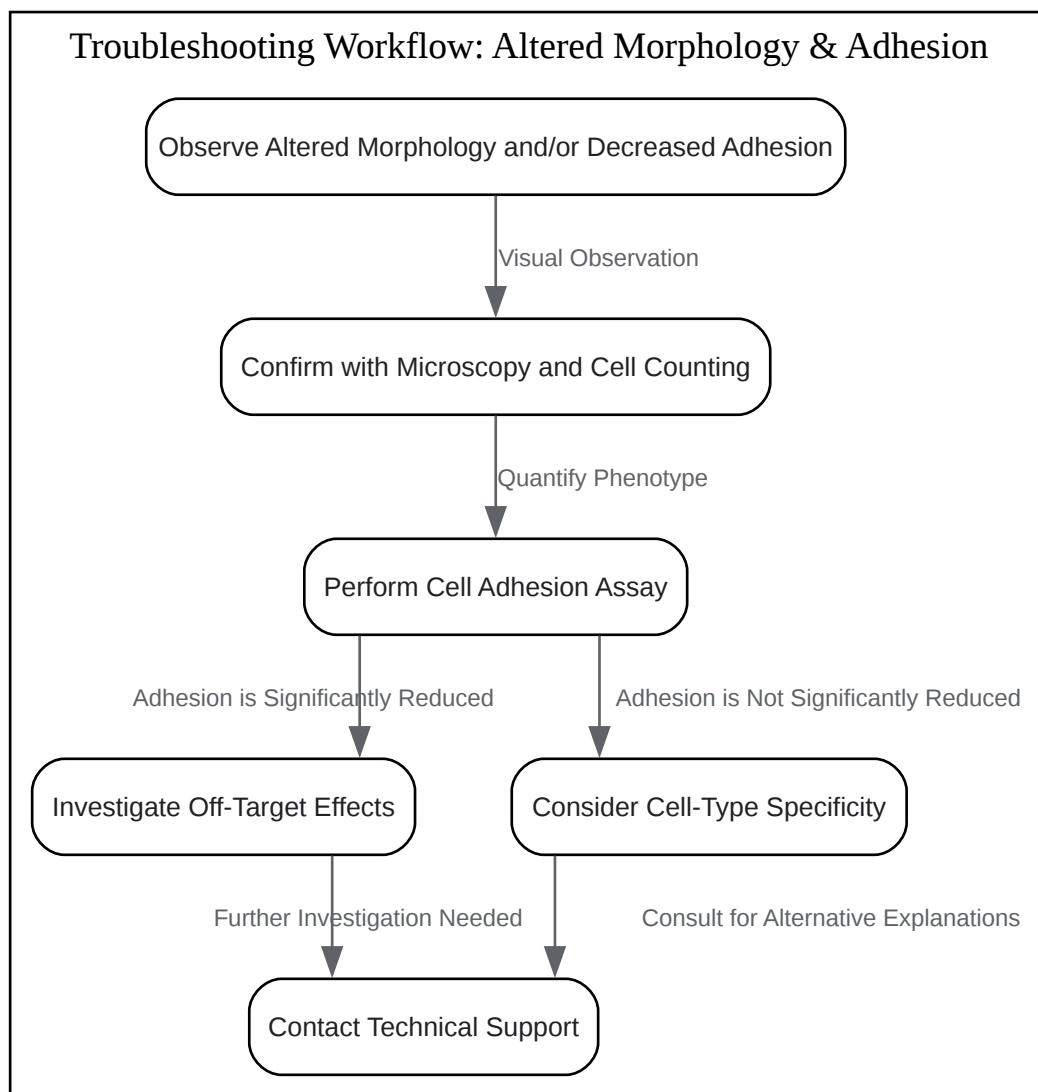 Troubleshooting Workflow: Altered Morphology & Adhesion
Observe Altered Morphology and/or Decreased Adhesion
Visual Observation
Confirm with Microscopy and Cell Counting
Quantify Phenotype
Perform Cell Adhesion Assay
Adhesion is Significantly Reduced
Adhesion is Not Significantly Reduced
Investigate Off-Target Effects
Consider Cell-Type Specificity
Further Investigation Needed
Consult for Alternative Explanations
Contact Technical Support